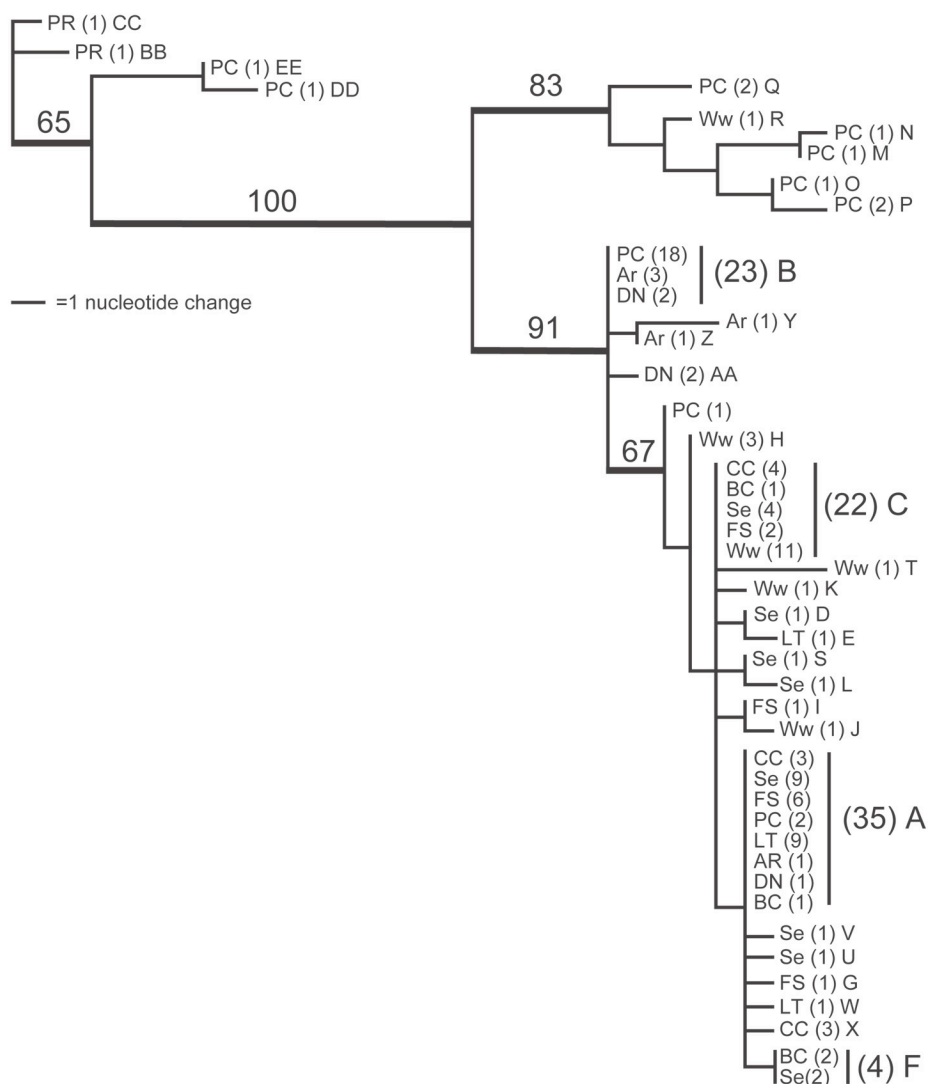 PR (1) CC
PR (1) BB
PC (1) EE
PC (1) DD
65
83
PC (2) Q
Ww (1) R
PC (1) N
PC (1) M
PC (1) O
PC (2) P
100
PC (18)
Ar (3)
DN (2)
(23) B
=1 nucleotide change
91
Ar (1) Y
Ar (1) Z
DN (2) AA
PC (1)
67
Ww (3) H
CC (4)
BC (1)
Se (4)
FS (2)
Ww (11)
(22) C
Ww (1) T
Ww (1) K
Se (1) D
LT (1) E
Se (1) S
Se (1) L
FS (1) I
Ww (1) J
CC (3)
Se (9)
FS (6)
PC (2)
LT (9)
AR (1)
DN (1)
BC (1)
(35) A
Se (1) V
Se (1) U
FS (1) G
LT (1) W
CC (3) X
BC (2)
Se(2)
(4) F